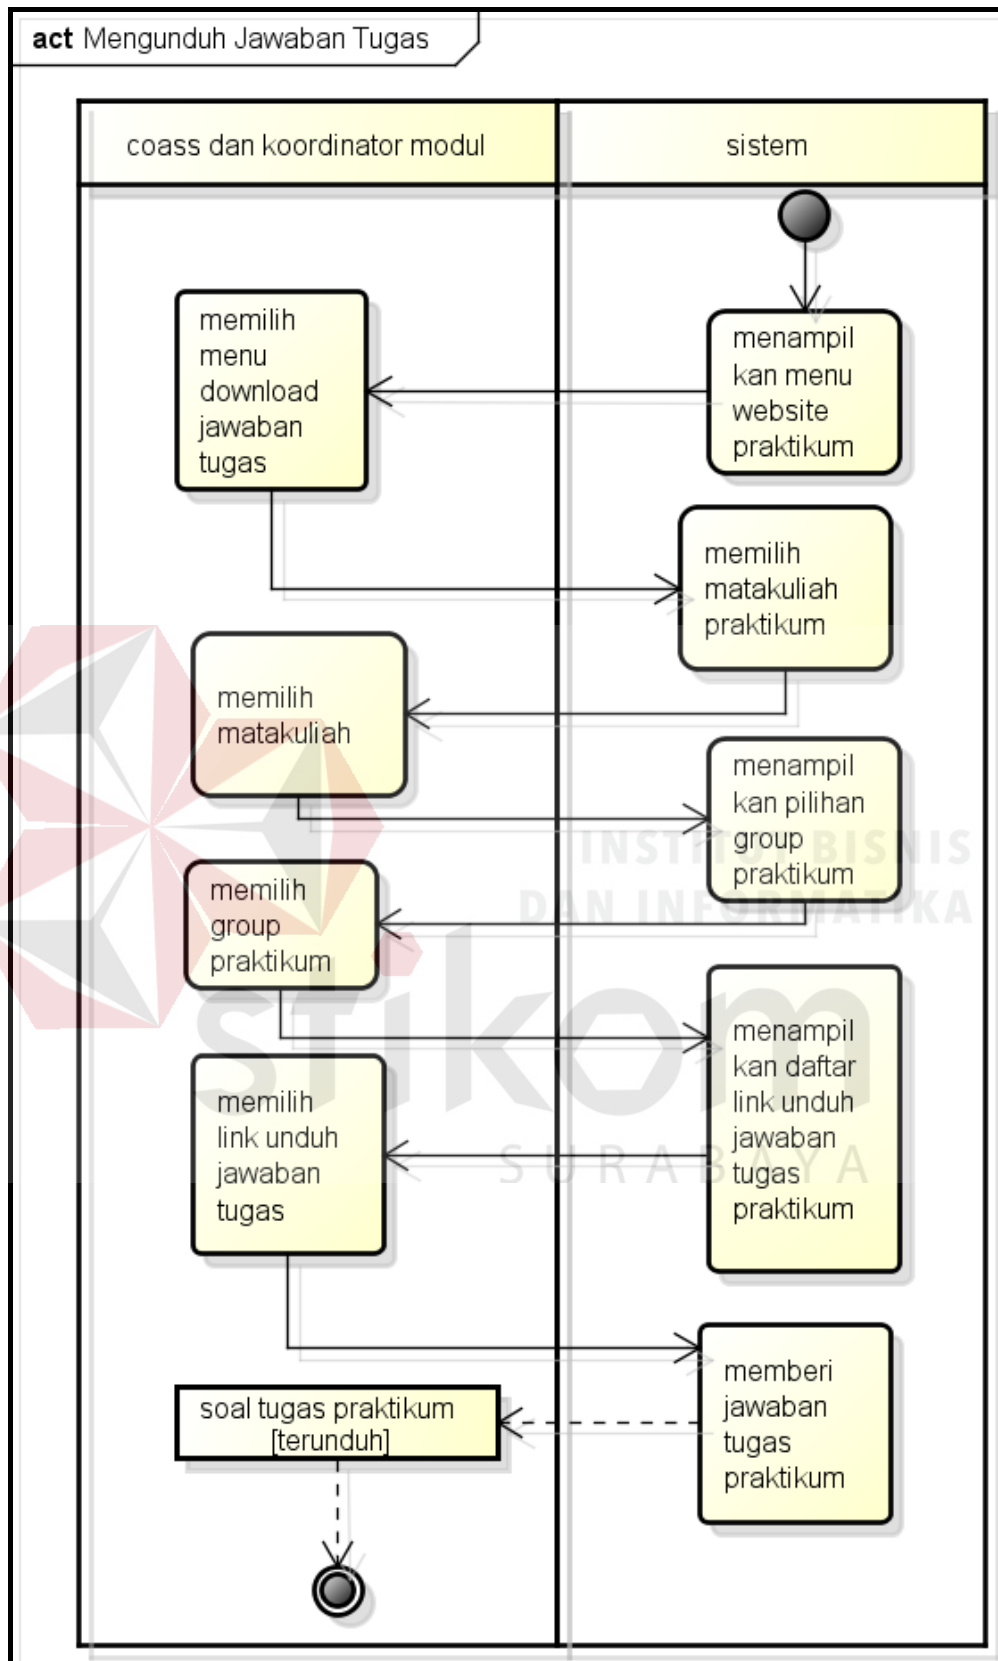 act Mengunduh Jawaban Tugas
coass dan koordinator modul
sistem
menampil
kan menu
website
praktikum
memilih
menu
download
jawaban
tugas
memilih
matakuliah
praktikum
memilih
matakuliah
menampil
kan pilihan
group
praktikum
memilih
group
praktikum
menampil
kan daftar
link unduh
jawaban
tugas
praktikum
memilih
link unduh
jawaban
tugas
memberi
jawaban
tugas
praktikum
soal tugas praktikum
[terunduh]
INSTITUT BISNIS
DAN INFORMATIKA
stikom
SURABAYA